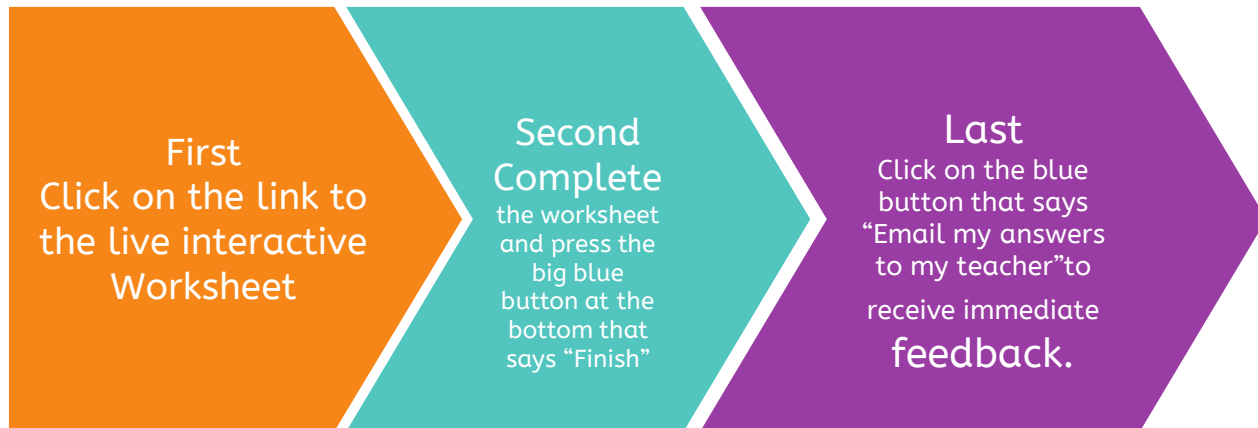 First
Click on the link to
the live interactive
Worksheet
Second
Complete
the worksheet
and press the
big blue
button at the
bottom that
says “Finish”
Last
Click on the blue
button that says
“Email my answers
to my teacher”to
receive immediate
feedback.